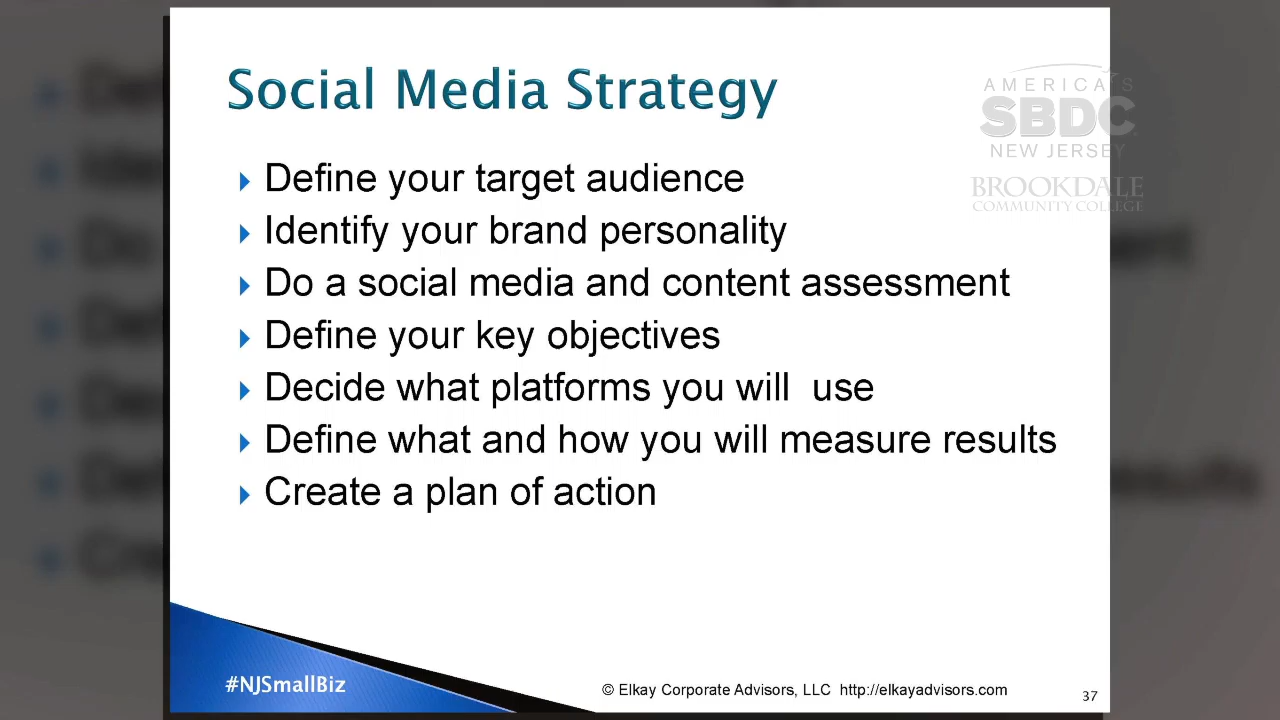 Social Media Strategy
AMERICA'S
SBDC
NEW JERSEY
BROOKDALE
COMMUNITY COLLEGE
Define your target audience
Identify your brand personality
Do a social media and content assessment
Define your key objectives
Decide what platforms you will  use
Define what and how you will measure results
Create a plan of action
#NJSmallBiz
© Elkay Corporate Advisors, LLC  http://elkayadvisors.com
37